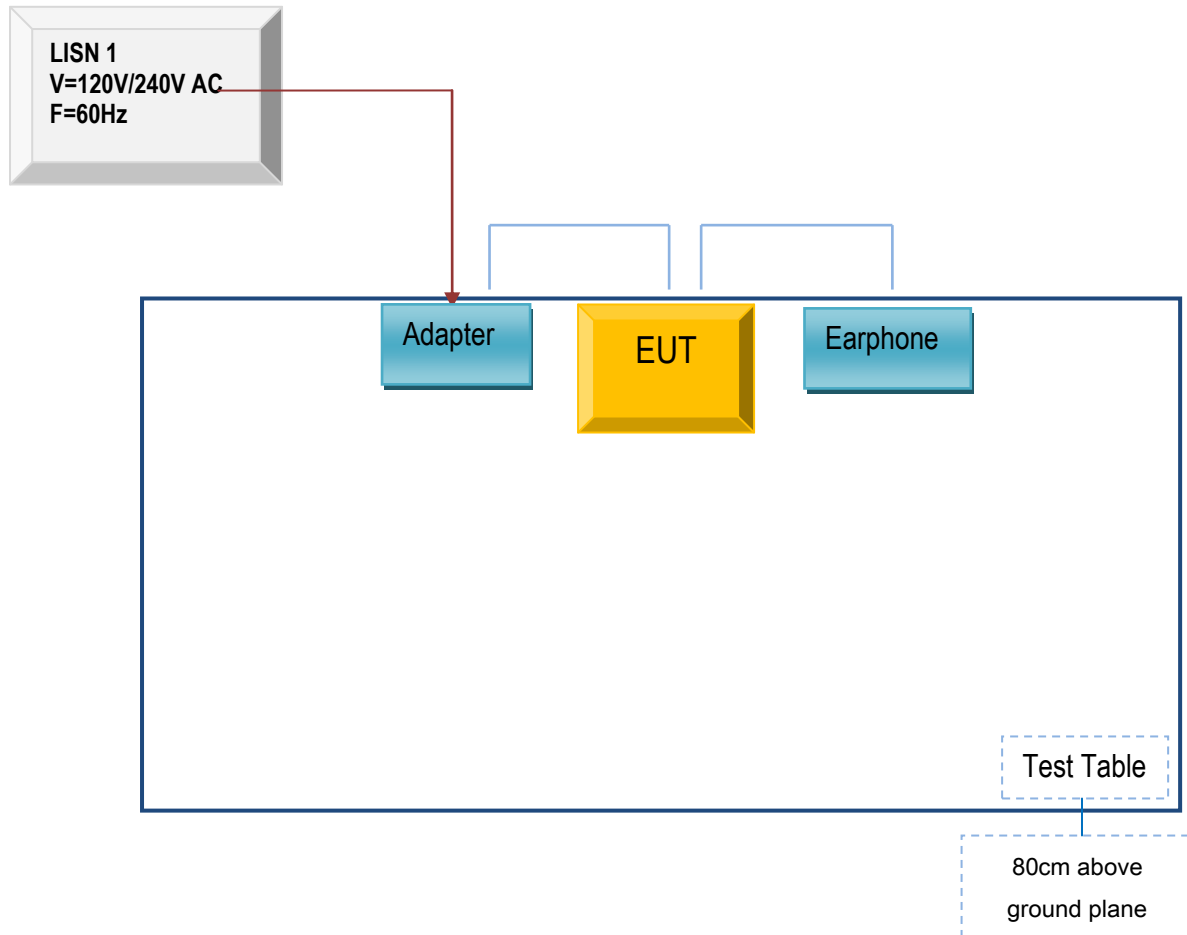 LISN 1
V=120V/240V AC
F=60Hz
Adapter
EUT
Earphone
Test Table
80cm above
ground plane